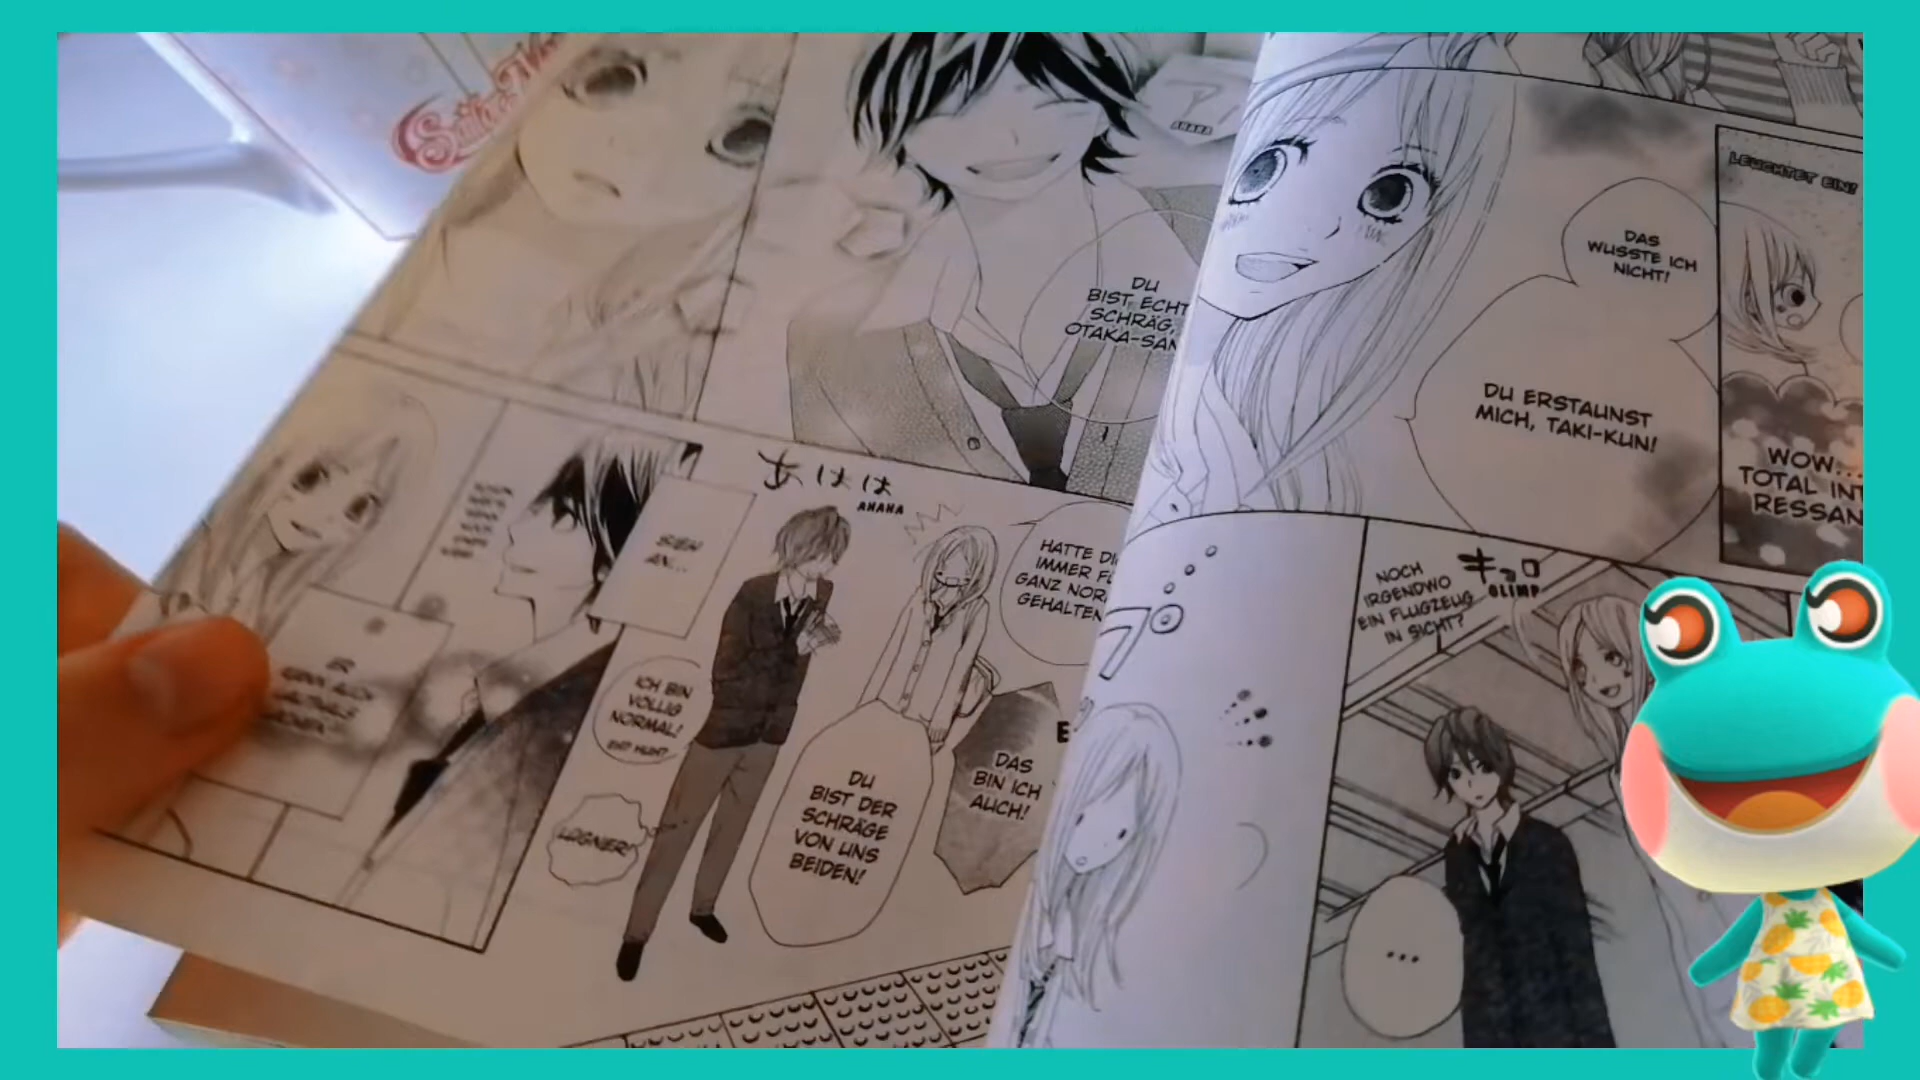 アハ
AHAHA
DU
BIST ECHT
SCHRÄG,
OTAKA-SAN
SIEH
AN...
あはは
AHAHA
HATTE DI
IMMER F
GANZ NOR
GEHALTEN
ICH BIN
VÖLLIG
NORMAL!
LÜGNER!
DU
BIST DER
SCHRÄGE
VON UNS
BEIDEN!
DAS
BIN ICH
AUCH!
DAS
WUSSTE ICH
NICHT!
DU ERSTAUNST
MICH, TAKI-KUN!
LEUCHTET EIN!
WOW...
TOTAL INT
RESSAN
NOCH
IRGENDWO
EIN FLUGZEUG
IN SICHT?
キョロ
GLIMP
...